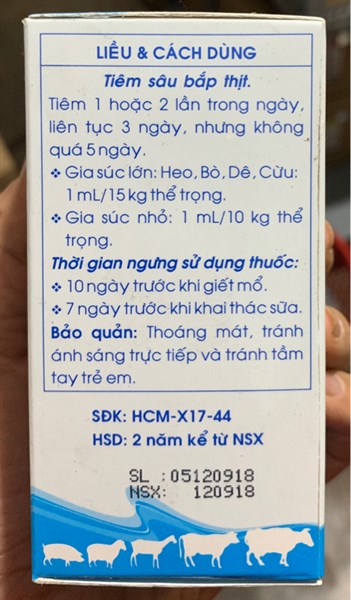 LIỀU & CÁCH DÙNG
Tiêm sâu bắp thịt.
Tiêm 1 hoặc 2 lần trong ngày,
liên tục 3 ngày, nhưng không
quá 5 ngày.
❖ Gia súc lớn: Heo, Bò, Dê, Cừu:
1 mL/15 kg thể trọng.
❖ Gia súc nhỏ: 1 mL/10 kg thể
trọng.
Thời gian ngưng sử dụng thuốc:
❖ 10 ngày trước khi giết mổ.
❖ 7 ngày trước khi khai thác sữa.
Bảo quản: Thoáng mát, tránh
ánh sáng trực tiếp và tránh tầm
tay trẻ em.
SĐK: HCM-X17-44
HSD: 2 năm kể từ NSX
SL : 05120918
NSX: 120918